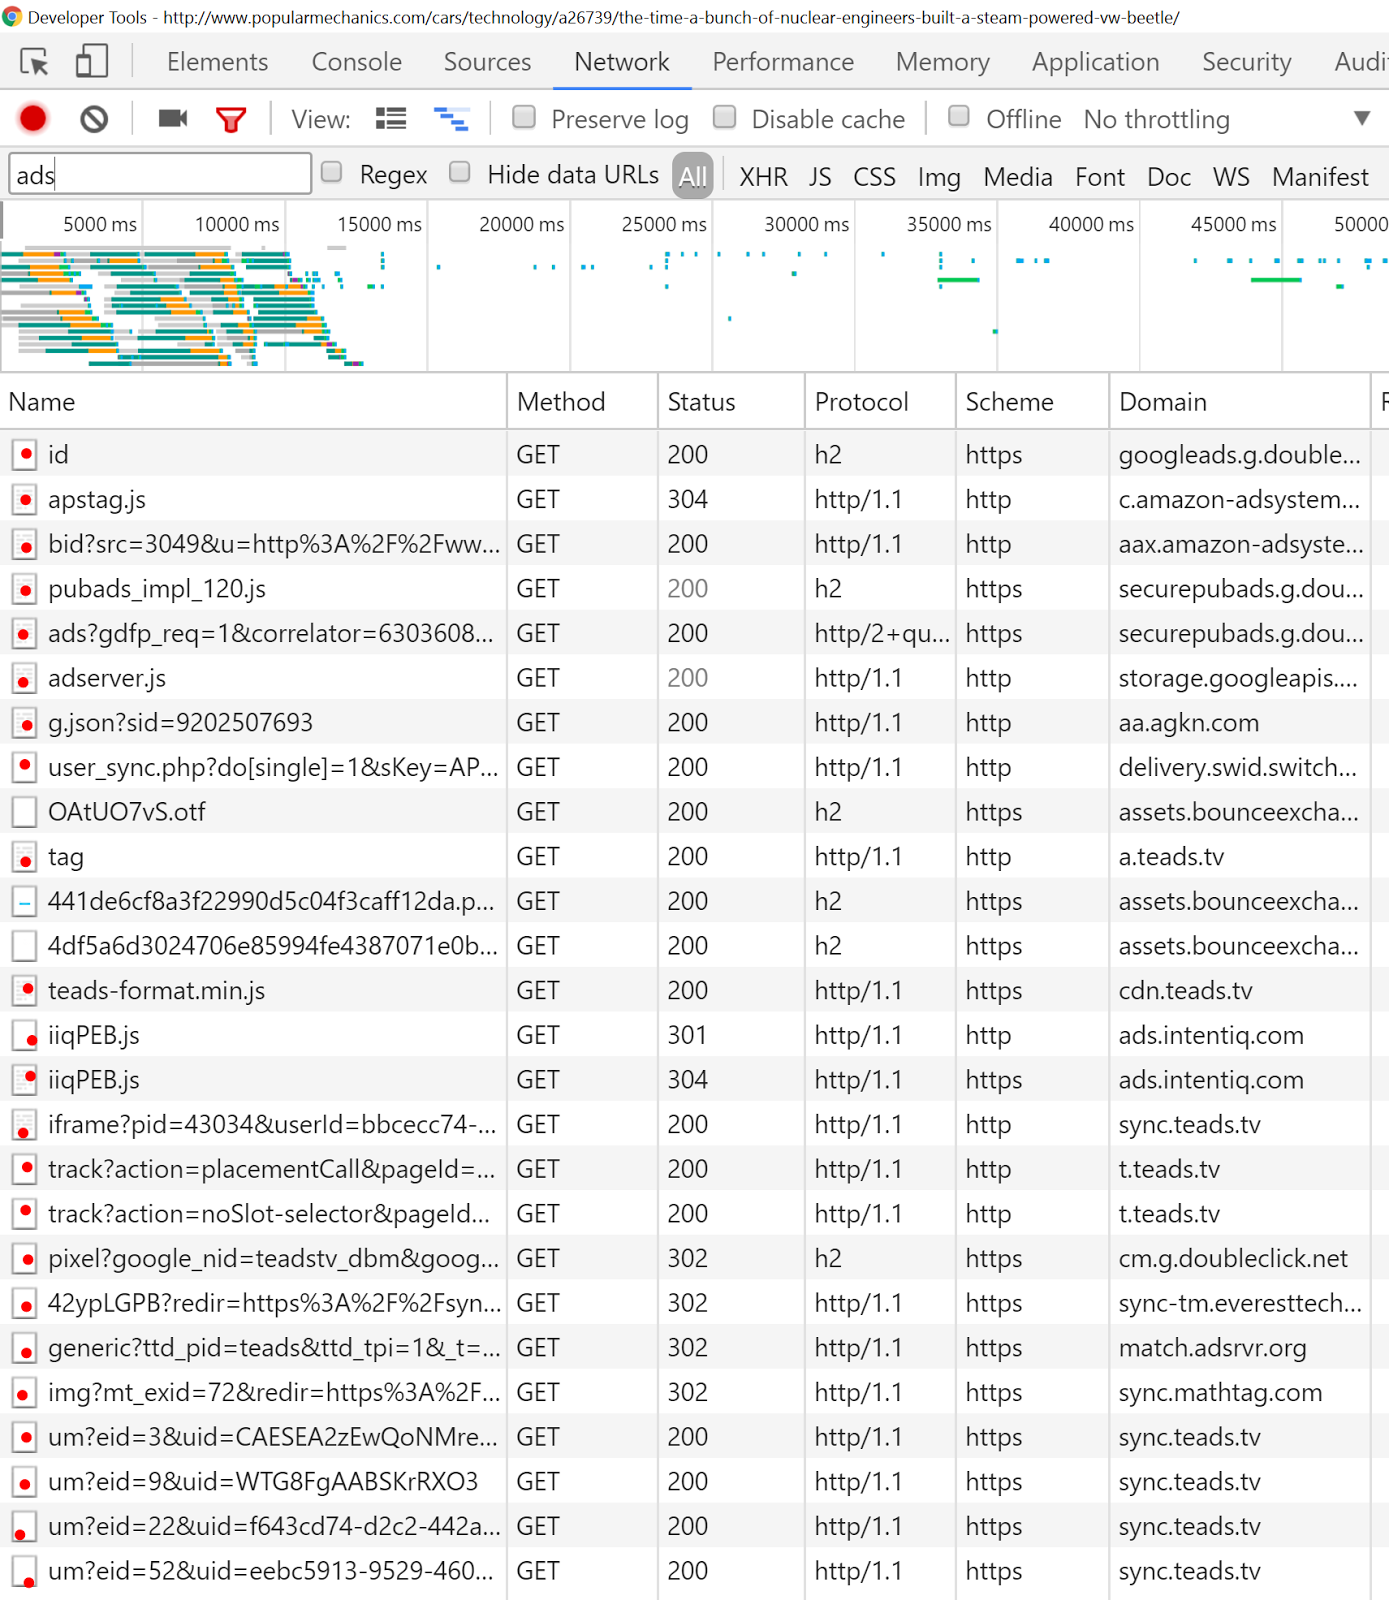 Developer Tools - http://www.popularmechanics.com/cars/technology/a26739/the-time-a-bunch-of-nuclear-engineers-built-a-steam-powered-vw-beetle/
Elements Console Sources Network Performance Memory Application Security Audi
View: Preserve log Disable cache Offline No throttling
ads Regex Hide data URLs All XHR JS CSS Img Media Font Doc WS Manifest
5000 ms 10000 ms 15000 ms 20000 ms 25000 ms 30000 ms 35000 ms 40000 ms 45000 ms 50000
Name Method Status Protocol Scheme Domain
id GET 200 h2 https googleads.g.double...
apstag.js GET 304 http/1.1 http c.amazon-adsystem...
bid?src=3049&u=http%3A%2F%2Fww... GET 200 http/1.1 http aax.amazon-adsyste...
pubads_impl_120.js GET 200 h2 https securepubads.g.dou...
ads?gdfp_req=1&correlator=6303608... GET 200 http/2+qu... https securepubads.g.dou...
adserver.js GET 200 http/1.1 http storage.googleapis....
g.json?sid=9202507693 GET 200 http/1.1 http aa.agkn.com
user_sync.php?do[single]=1&sKey=AP... GET 200 http/1.1 http delivery.swid.switch...
OAtUO7vS.otf GET 200 h2 https assets.bounceexcha...
tag GET 200 http/1.1 http a.teads.tv
441de6cf8a3f22990d5c04f3caff12da.p... GET 200 h2 https assets.bounceexcha...
4df5a6d3024706e85994fe4387071e0b... GET 200 h2 https assets.bounceexcha...
teads-format.min.js GET 200 http/1.1 https cdn.teads.tv
iiqPEB.js GET 301 http/1.1 http ads.intentiq.com
iiqPEB.js GET 304 http/1.1 https ads.intentiq.com
iframe?pid=43034&userId=bbcecc74-... GET 200 http/1.1 http sync.teads.tv
track?action=placementCall&pageId=... GET 200 http/1.1 http t.teads.tv
track?action=noSlot-selector&pageId... GET 200 http/1.1 http t.teads.tv
pixel?google_nid=teadstv_dbm&goog... GET 302 h2 https cm.g.doubleclick.net
42ypLGPB?redir=https%3A%2F%2Fsyn... GET 302 http/1.1 https sync-tm.everesttech...
generic?ttd_pid=teads&ttd_tpi=1&_t=... GET 302 http/1.1 https match.adsrvr.org
img?mt_exid=72&redir=https%3A%2F... GET 302 http/1.1 https sync.mathtag.com
um?eid=3&uid=CAESEA2zEwQoNMre... GET 200 http/1.1 https sync.teads.tv
um?eid=9&uid=WTG8FgAABSKrRXO3 GET 200 http/1.1 https sync.teads.tv
um?eid=22&uid=f643cd74-d2c2-442a... GET 200 http/1.1 https sync.teads.tv
um?eid=52&uid=eebc5913-9529-460... GET 200 http/1.1 https sync.teads.tv